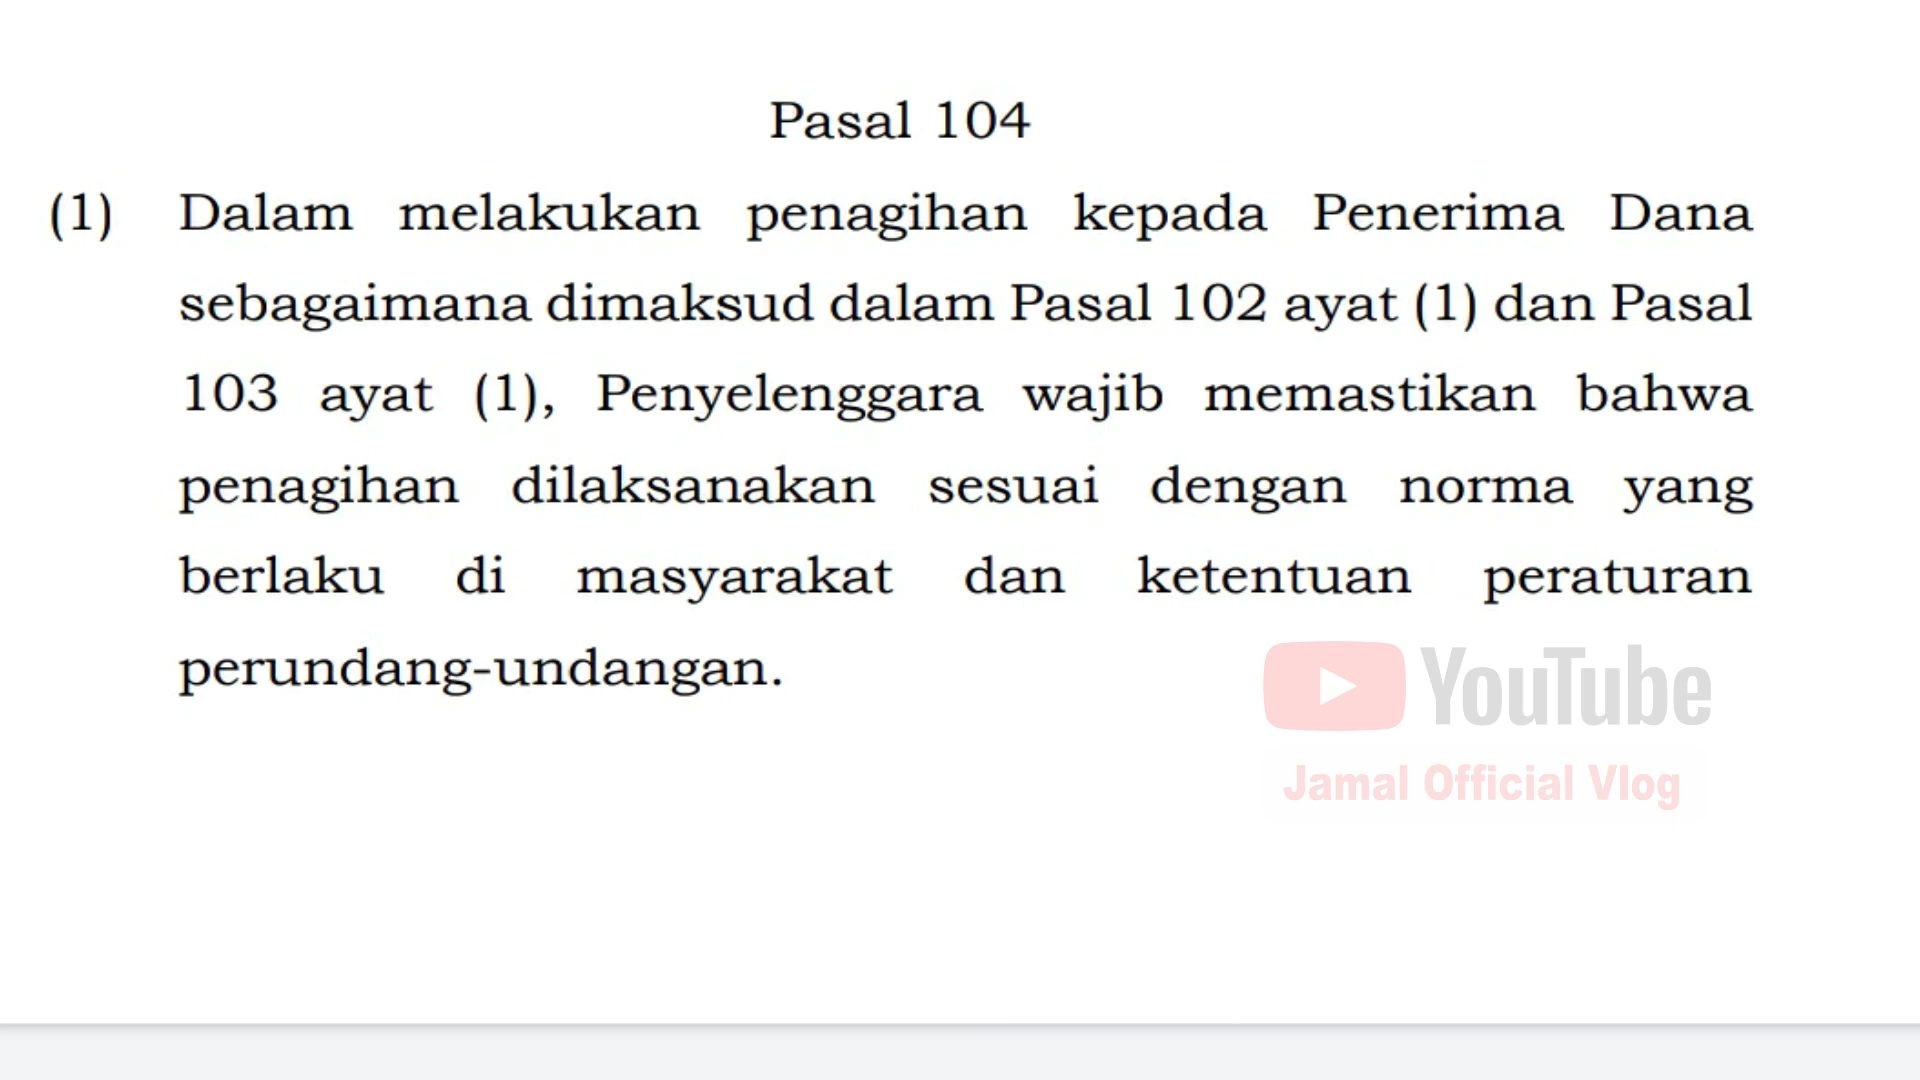 Pasal 104
(1) Dalam melakukan penagihan kepada Penerima Dana
sebagaimana dimaksud dalam Pasal 102 ayat (1) dan Pasal
103 ayat (1), Penyelenggara wajib memastikan bahwa
penagihan dilaksanakan sesuai dengan norma yang
berlaku di masyarakat dan ketentuan peraturan
perundang-undangan.
YouTube
Jamal Official Vlog